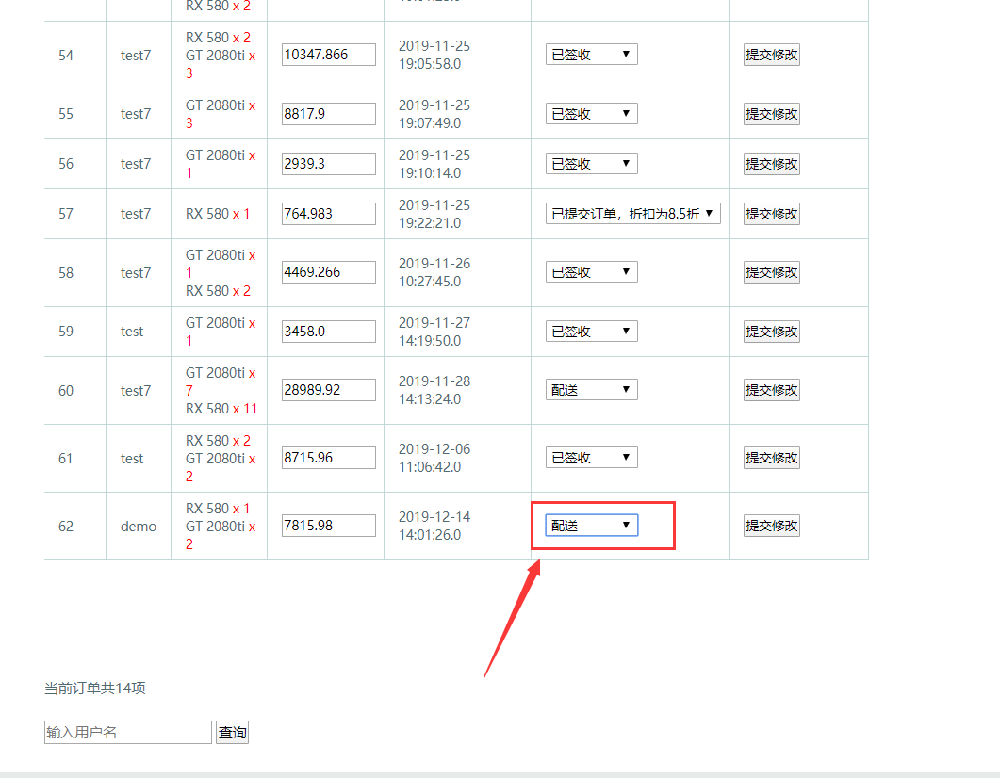 RX 580 x 2
54 test7 RX 580 x 2 GT 2080ti x 3 10347.866 2019-11-25 19:05:58.0 已签收 提交修改
55 test7 GT 2080ti x 3 8817.9 2019-11-25 19:07:49.0 已签收 提交修改
56 test7 GT 2080ti x 1 2939.3 2019-11-25 19:10:14.0 已签收 提交修改
57 test7 RX 580 x 1 764.983 2019-11-25 19:22:21.0 已提交订单，折扣为8.5折 提交修改
58 test7 GT 2080ti x 1 RX 580 x 2 4469.266 2019-11-26 10:27:45.0 已签收 提交修改
59 test GT 2080ti x 1 3458.0 2019-11-27 14:19:50.0 已签收 提交修改
60 test7 GT 2080ti x 7 RX 580 x 11 28989.92 2019-11-28 14:13:24.0 配送 提交修改
61 test RX 580 x 2 GT 2080ti x 2 8715.96 2019-12-06 11:06:42.0 已签收 提交修改
62 demo RX 580 x 1 GT 2080ti x 2 7815.98 2019-12-14 14:01:26.0 配送 提交修改
当前订单共14项
输入用户名 查询